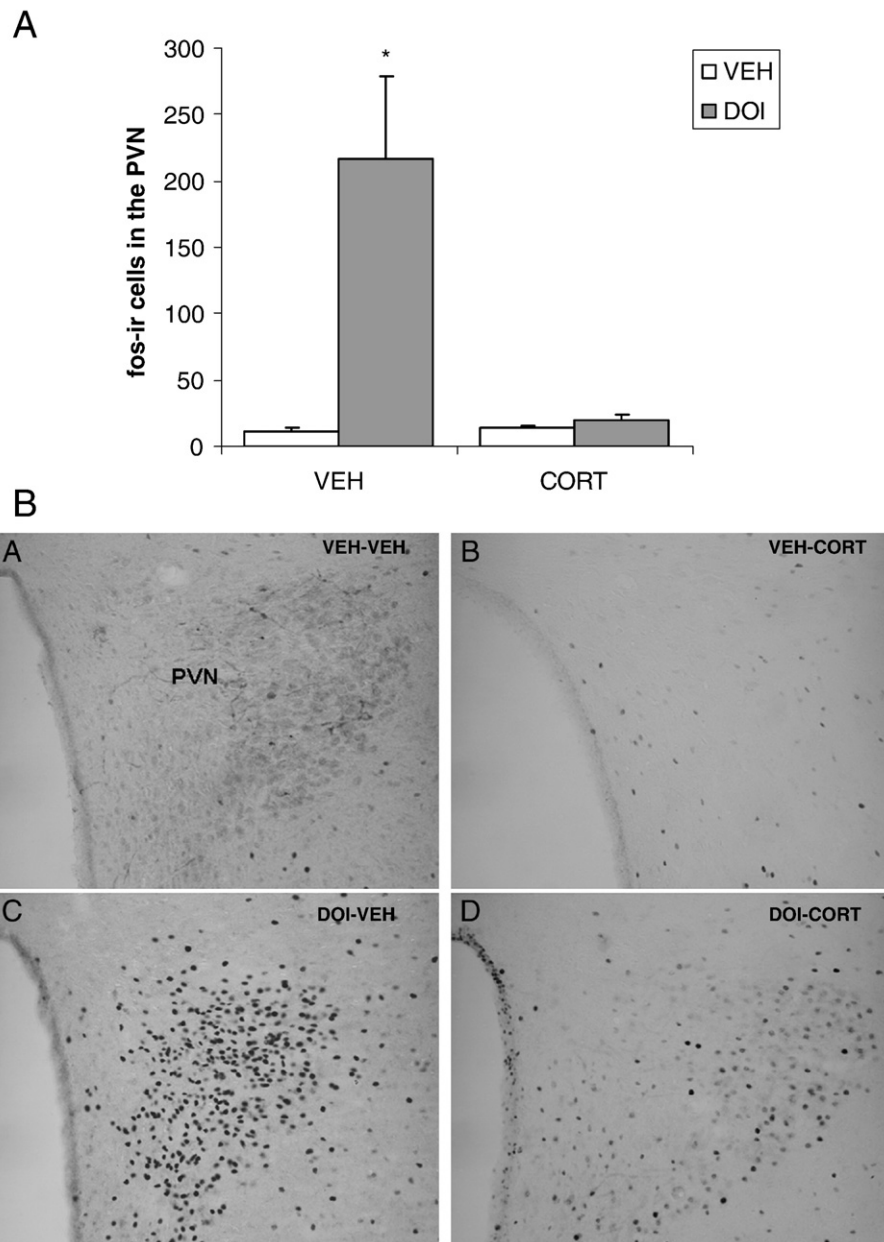 A
fos-ir cells in the PVN
300
250
200
150
100
50
0
*
VEH
DOI
VEH
CORT
B
A
VEH-VEH
PVN
B
VEH-CORT
C
DOI-VEH
D
DOI-CORT